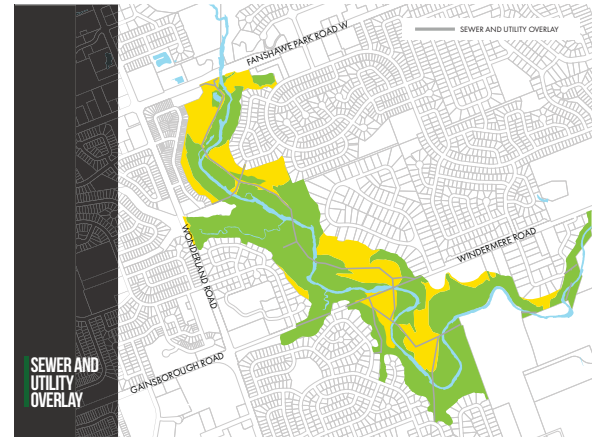 FANSHAWE PARK ROAD W
SEWER AND UTILITY OVERLAY
WONDERLAND ROAD
WINDERMERE ROAD
GAINSBOROUGH ROAD
SEWER AND
UTILITY
OVERLAY